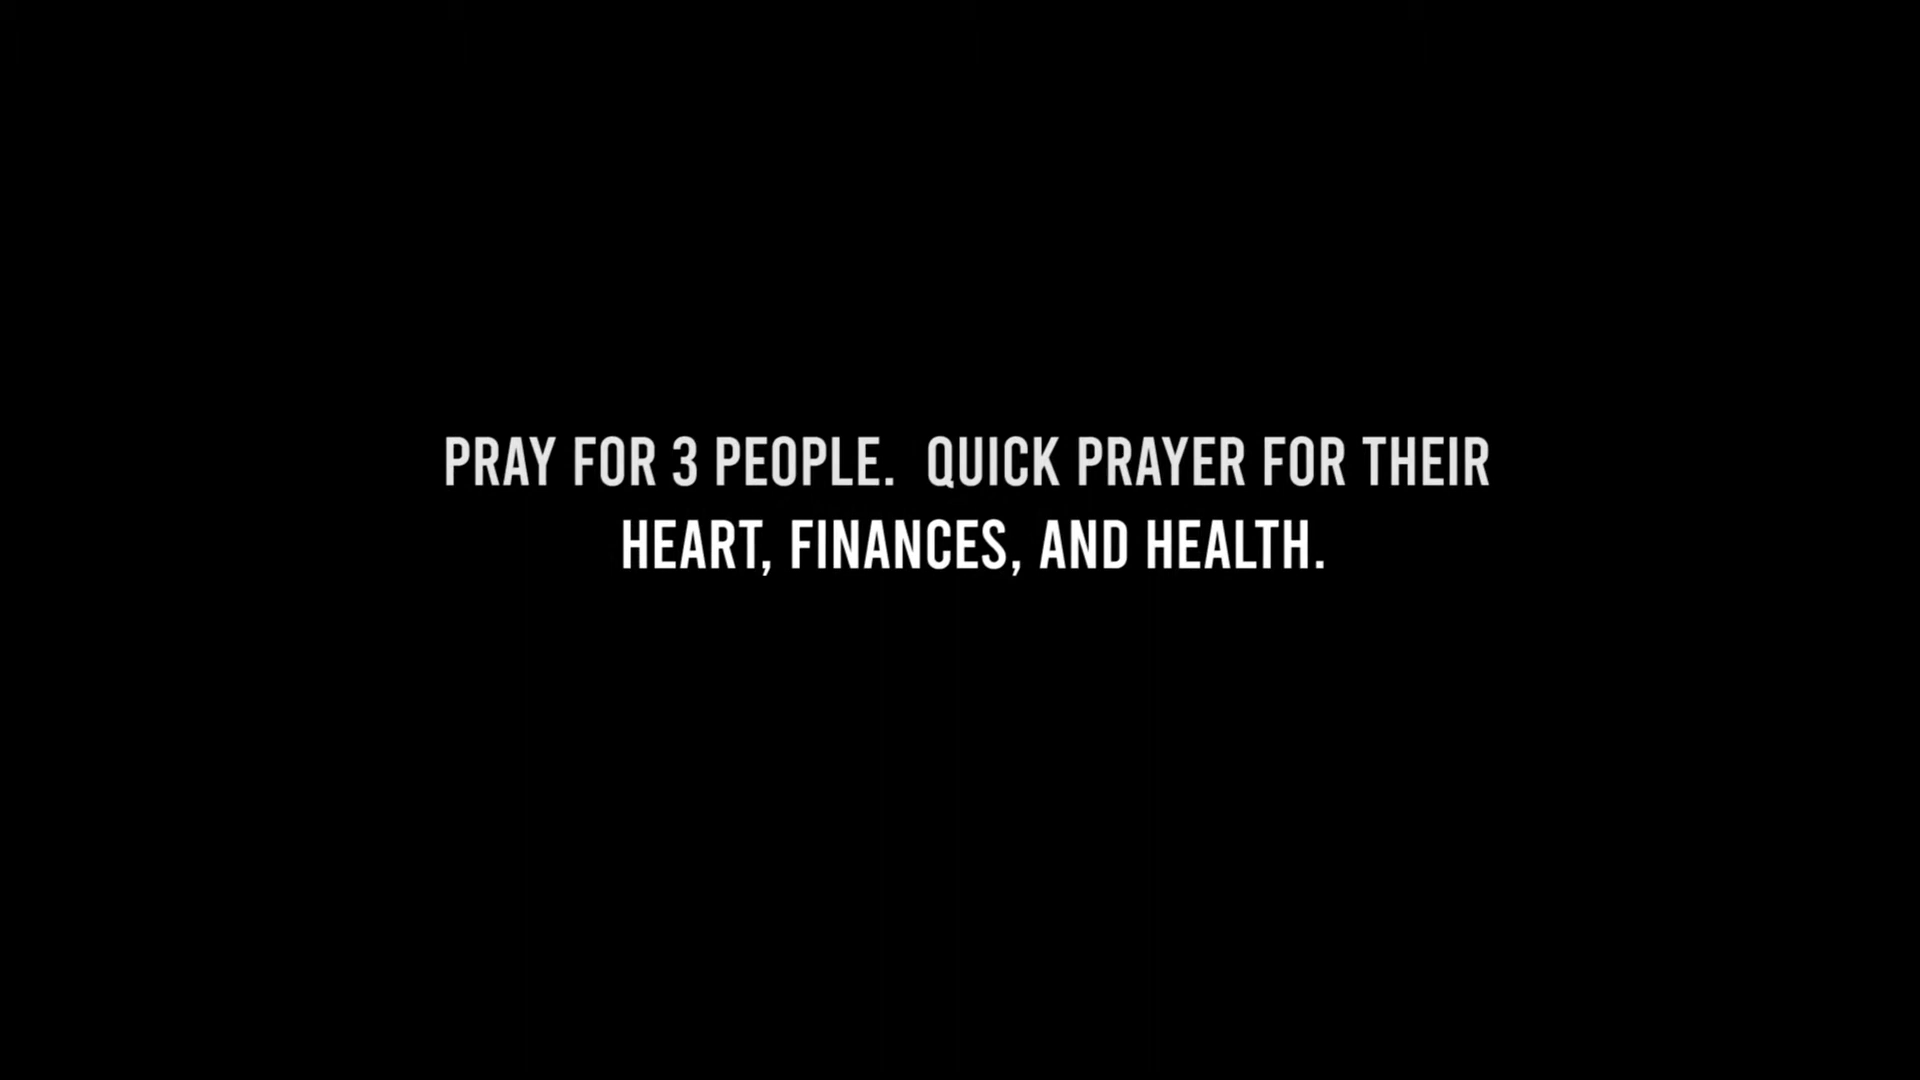 PRAY FOR 3 PEOPLE.  QUICK PRAYER FOR THEIR
HEART, FINANCES, AND HEALTH.